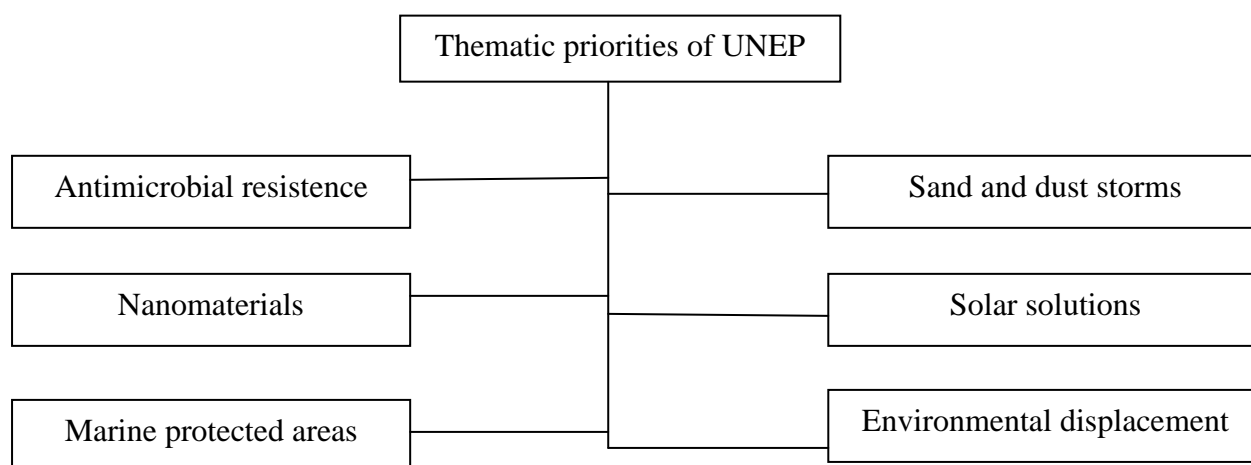 Thematic priorities of UNEP
Antimicrobial resistence
Sand and dust storms
Nanomaterials
Solar solutions
Marine protected areas
Environmental displacement